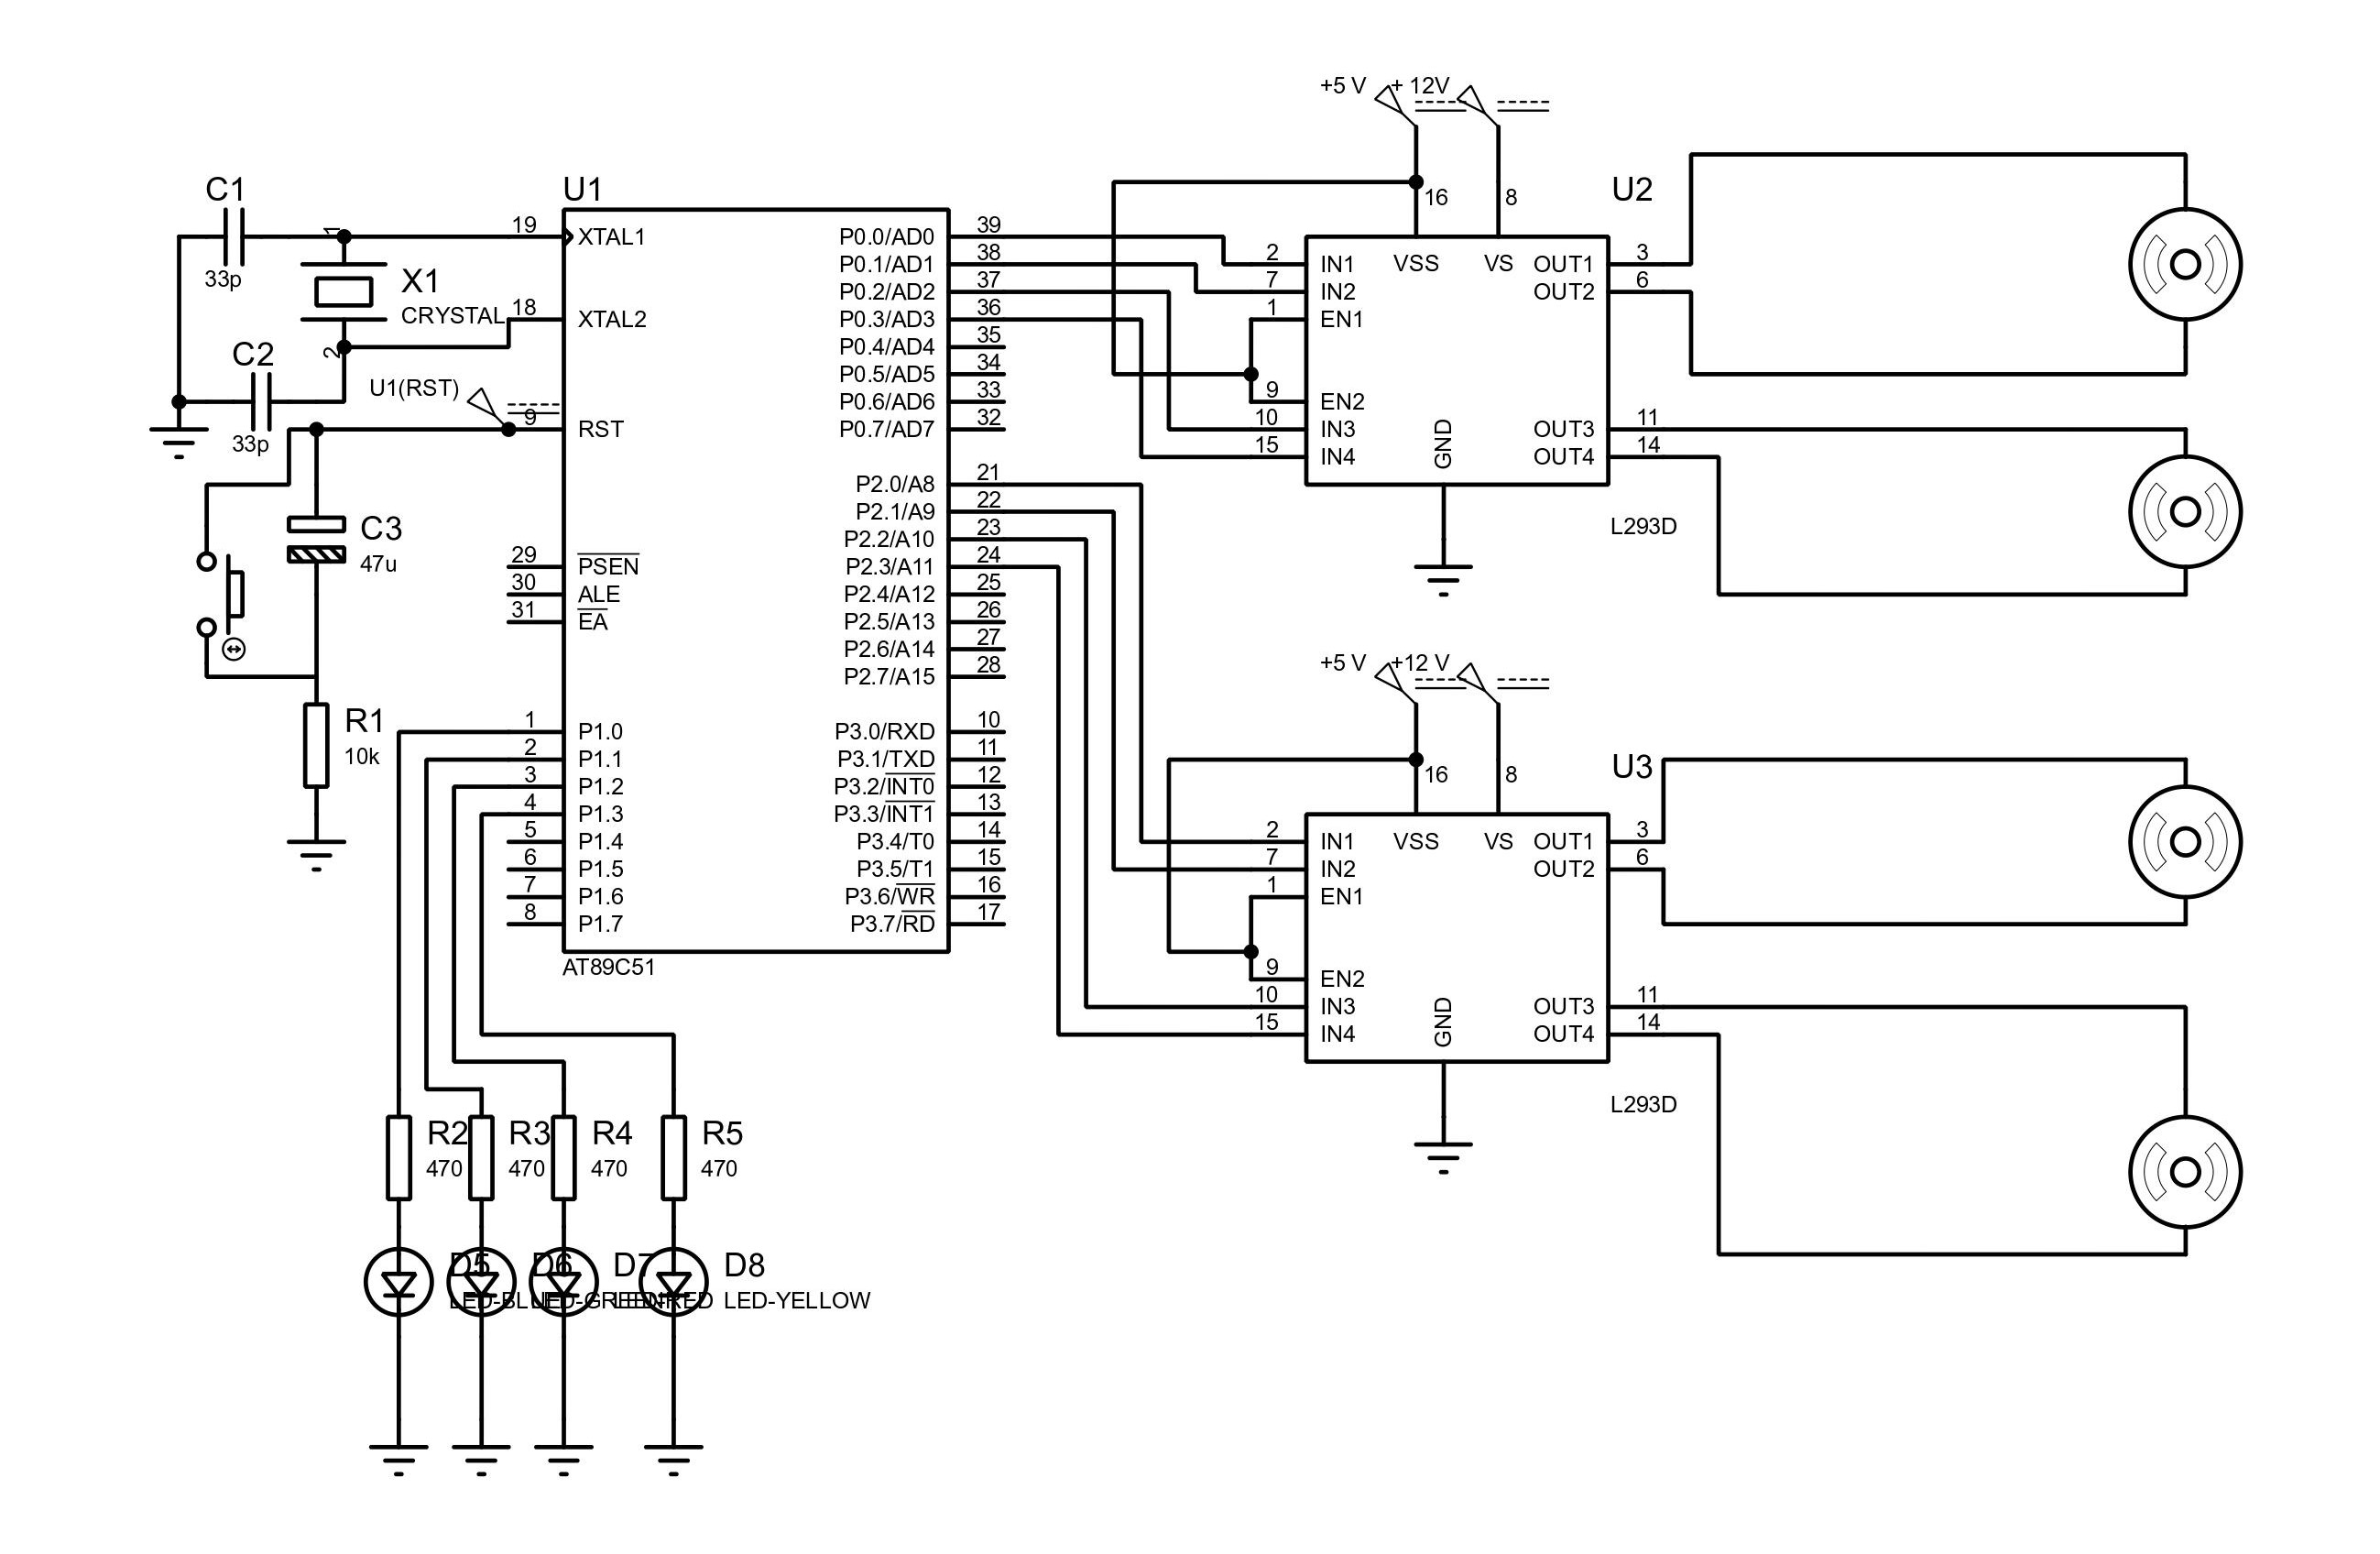 +5 V
+ 12V
U2
16
8
VSS
VS
2
IN1
7
IN2
1
EN1
9
EN2
10
IN3
15
IN4
GND
OUT1
3
OUT2
6
OUT3
11
OUT4
14
L293D
C1
33p
1
X1
CRYSTAL
2
C2
33p
U1(RST)
C3
47u
R1
10k
U1
19
XTAL1
18
XTAL2
9
RST
29
PSEN
30
ALE
31
EA
1
P1.0
2
P1.1
3
P1.2
4
P1.3
5
P1.4
6
P1.5
7
P1.6
8
P1.7
P0.0/AD0
39
P0.1/AD1
38
P0.2/AD2
37
P0.3/AD3
36
P0.4/AD4
35
P0.5/AD5
34
P0.6/AD6
33
P0.7/AD7
32
P2.0/A8
21
P2.1/A9
22
P2.2/A10
23
P2.3/A11
24
P2.4/A12
25
P2.5/A13
26
P2.6/A14
27
P2.7/A15
28
P3.0/RXD
10
P3.1/TXD
11
P3.2/INT0
12
P3.3/INT1
13
P3.4/T0
14
P3.5/T1
15
P3.6/WR
16
P3.7/RD
17
AT89C51
+5 V
+12 V
U3
16
8
VSS
VS
2
IN1
7
IN2
1
EN1
9
EN2
10
IN3
15
IN4
GND
OUT1
3
OUT2
6
OUT3
11
OUT4
14
L293D
R2
470
R3
470
R4
470
R5
470
D5
LED-BLUE
D6
LED-GREEN
D7
LED-RED
D8
LED-YELLOW